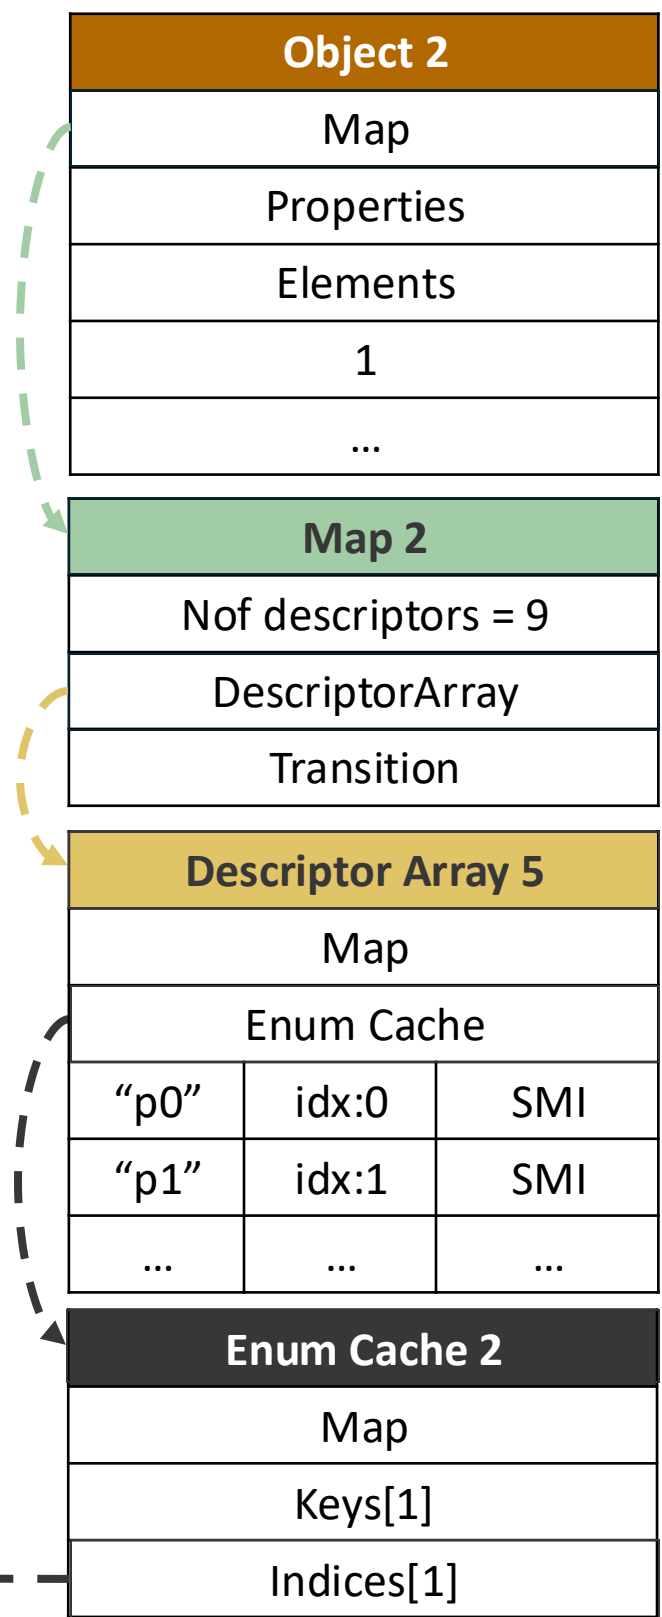 Object 2
Map
Properties
Elements
1
...
Map 2
Nof descriptors = 9
DescriptorArray
Transition
Descriptor Array 5
Map
Enum Cache
“p0” idx:0 SMI
“p1” idx:1 SMI
... ... ...
Enum Cache 2
Map
Keys[1]
Indices[1]